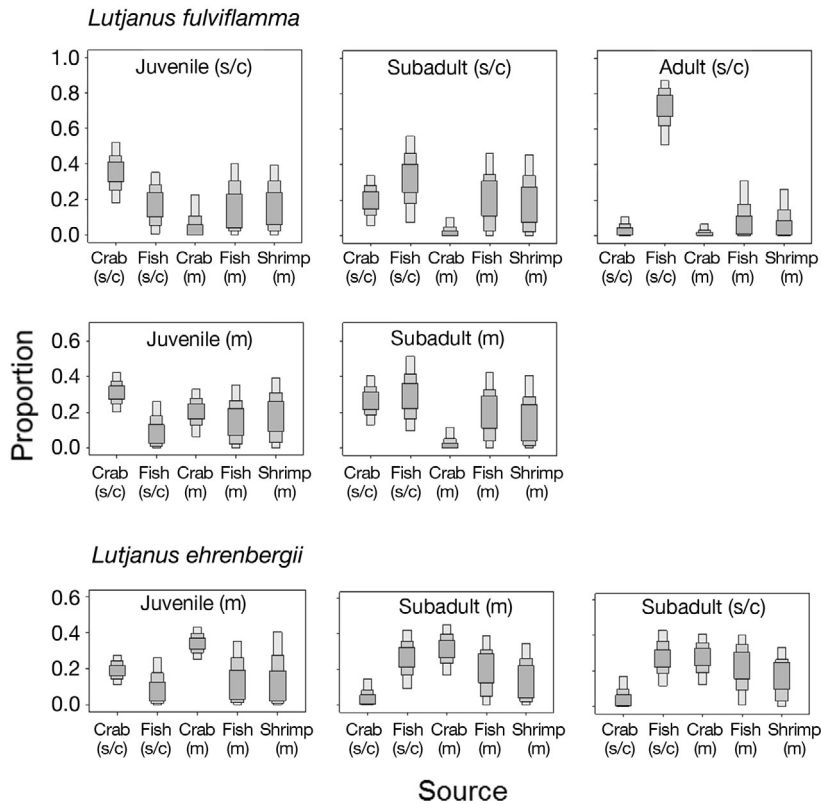 Lutjanus fulviflamma
Juvenile (s/c) Subadult (s/c) Adult (s/c)
1.0
0.8
0.6
0.4
0.2
0.0
Crab Fish Crab Fish Shrimp Crab Fish Crab Fish Shrimp Crab Fish Crab Fish Shrimp
(s/c) (s/c) (m) (m) (m) (s/c) (s/c) (m) (m) (m) (s/c) (s/c) (m) (m) (m)
Proportion
Juvenile (m) Subadult (m)
0.6
0.4
0.2
0.0
Crab Fish Crab Fish Shrimp Crab Fish Crab Fish Shrimp
(s/c) (s/c) (m) (m) (m) (s/c) (s/c) (m) (m) (m)
Lutjanus ehrenbergii
Juvenile (m) Subadult (m) Subadult (s/c)
0.6
0.4
0.2
0.0
Crab Fish Crab Fish Shrimp Crab Fish Crab Fish Shrimp Crab Fish Crab Fish Shrimp
(s/c) (s/c) (m) (m) (m) (s/c) (s/c) (m) (m) (m) (s/c) (s/c) (m) (m) (m)
Source